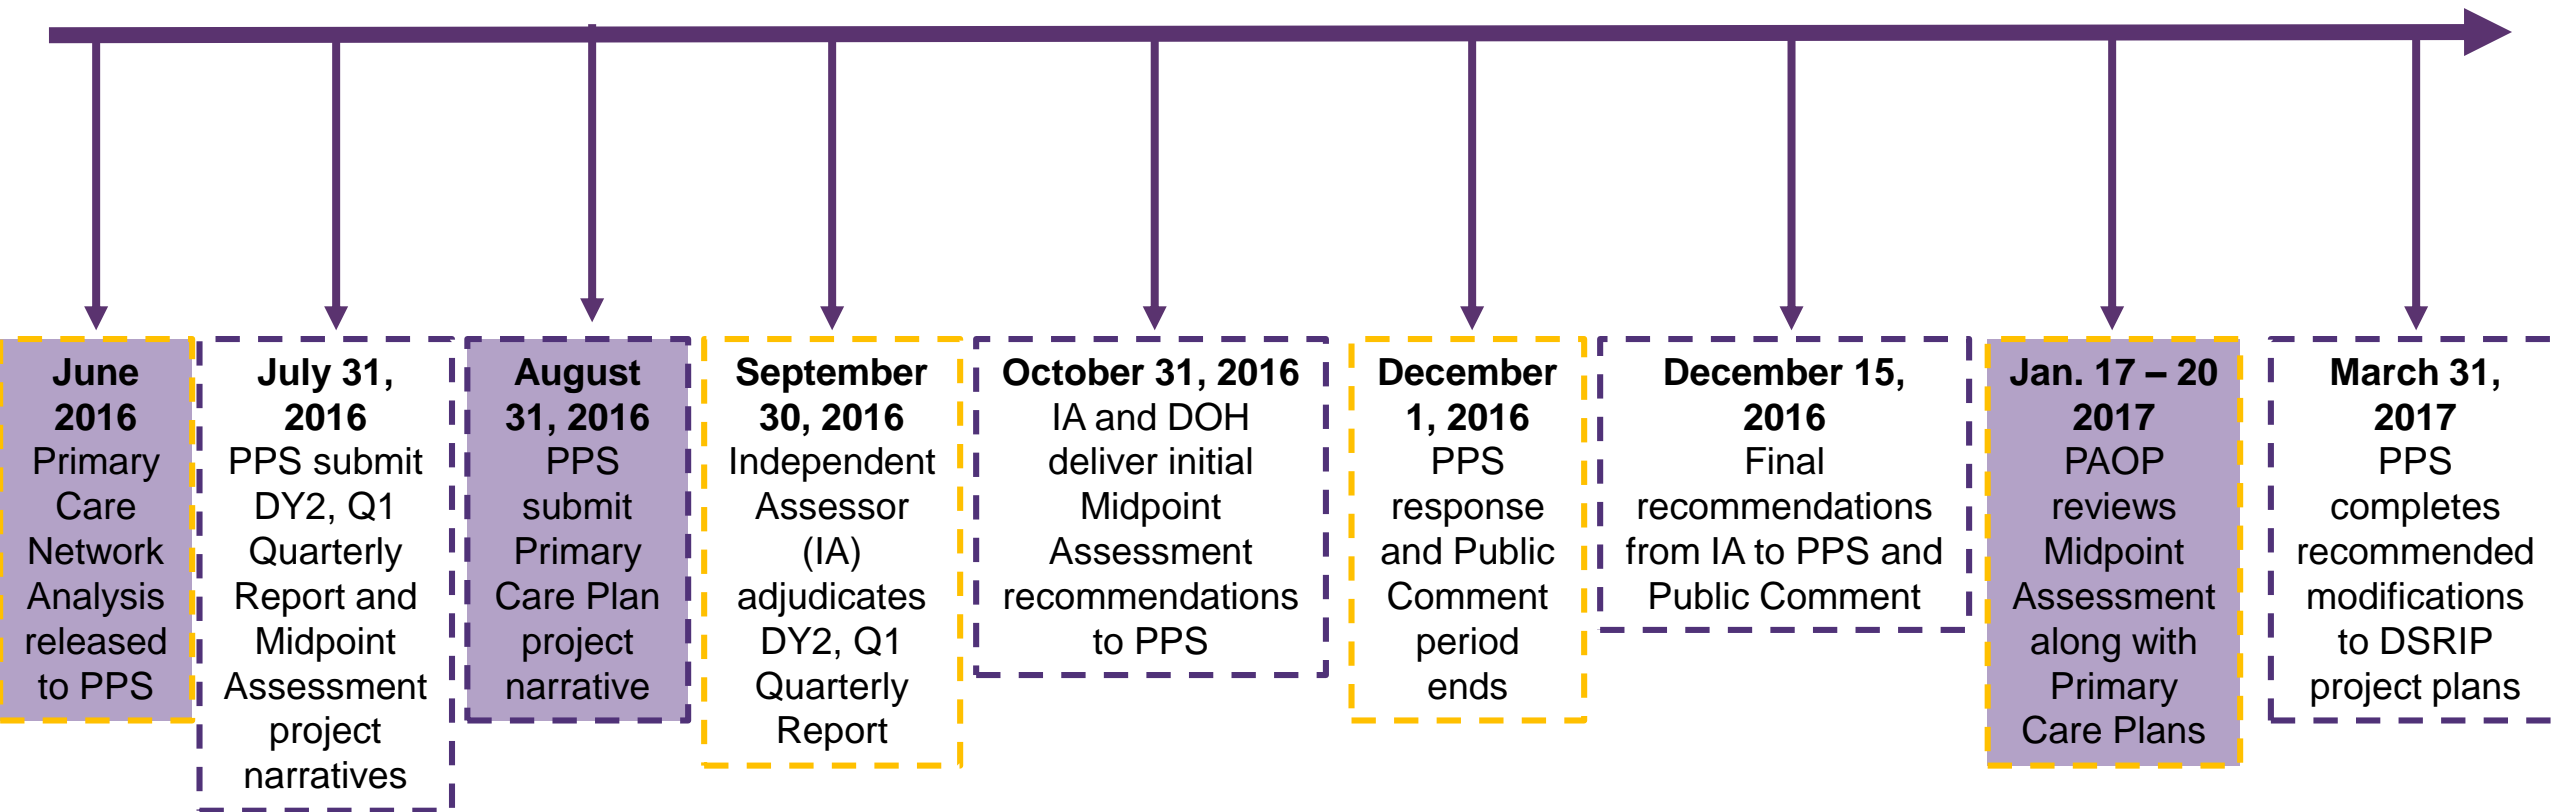 June
2016
Primary
Care
Network
Analysis
released
to PPS
July 31,
2016
PPS submit
DY2, Q1
Quarterly
Report and
Midpoint
Assessment
project
narratives
August
31, 2016
PPS
submit
Primary
Care Plan
project
narrative
September
30, 2016
Independent
Assessor
(IA)
adjudicates
DY2, Q1
Quarterly
Report
October 31, 2016
IA and DOH
deliver initial
Midpoint
Assessment
recommendations
to PPS
December
1, 2016
PPS
response
and Public
Comment
period
ends
December 15,
2016
Final
recommendations
from IA to PPS and
Public Comment
Jan. 17 – 20
2017
PAOP
reviews
Midpoint
Assessment
along with
Primary
Care Plans
March 31,
2017
PPS
completes
recommended
modifications
to DSRIP
project plans